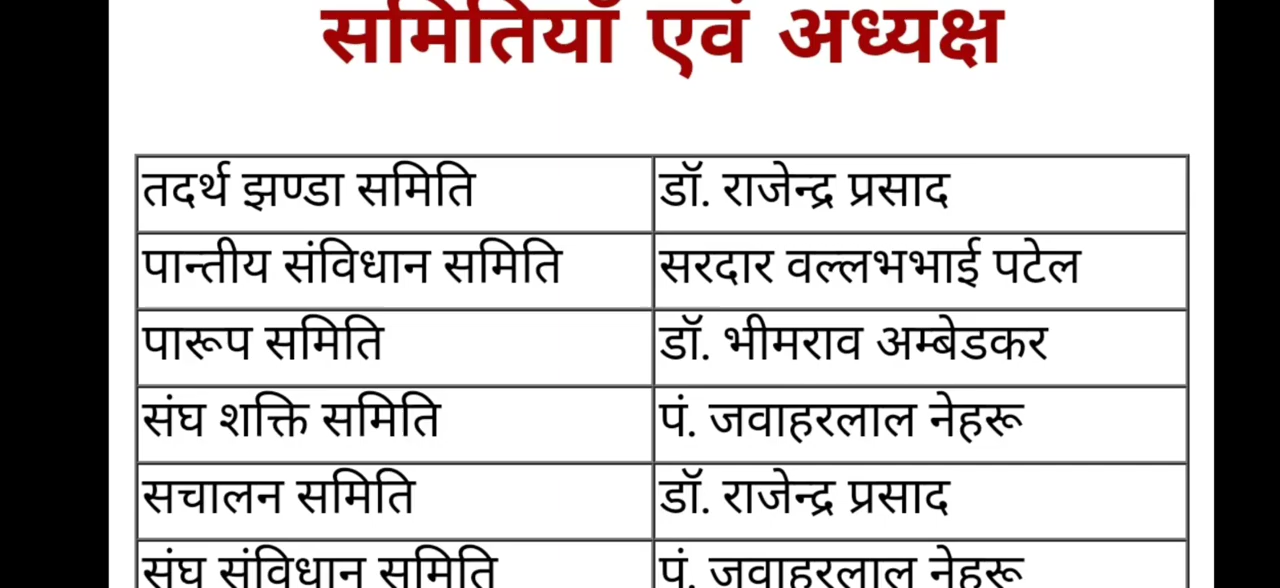 समितियाँ एवं अध्यक्ष
तदर्थ झण्डा समिति डॉ. राजेन्द्र प्रसाद
पान्तीय संविधान समिति सरदार वल्लभभाई पटेल
पारूप समिति डॉ. भीमराव अम्बेडकर
संघ शक्ति समिति पं. जवाहरलाल नेहरू
सचालन समिति डॉ. राजेन्द्र प्रसाद
संघ संविधान समिति पं. जवाहरलाल नेहरू